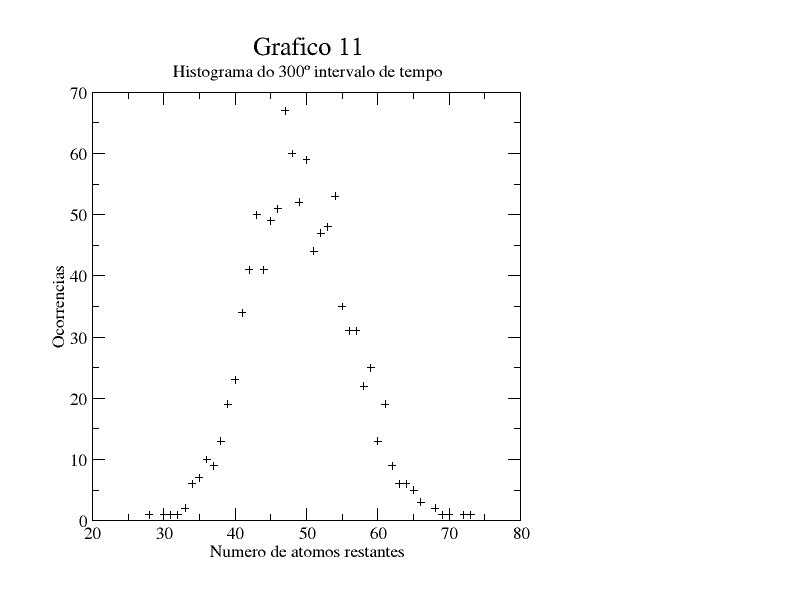 Grafico 11
Histograma do 300º intervalo de tempo
70
60
50
40
30
20
10
0
Ocorrencias
20 30 40 50 60 70 80
Numero de atomos restantes